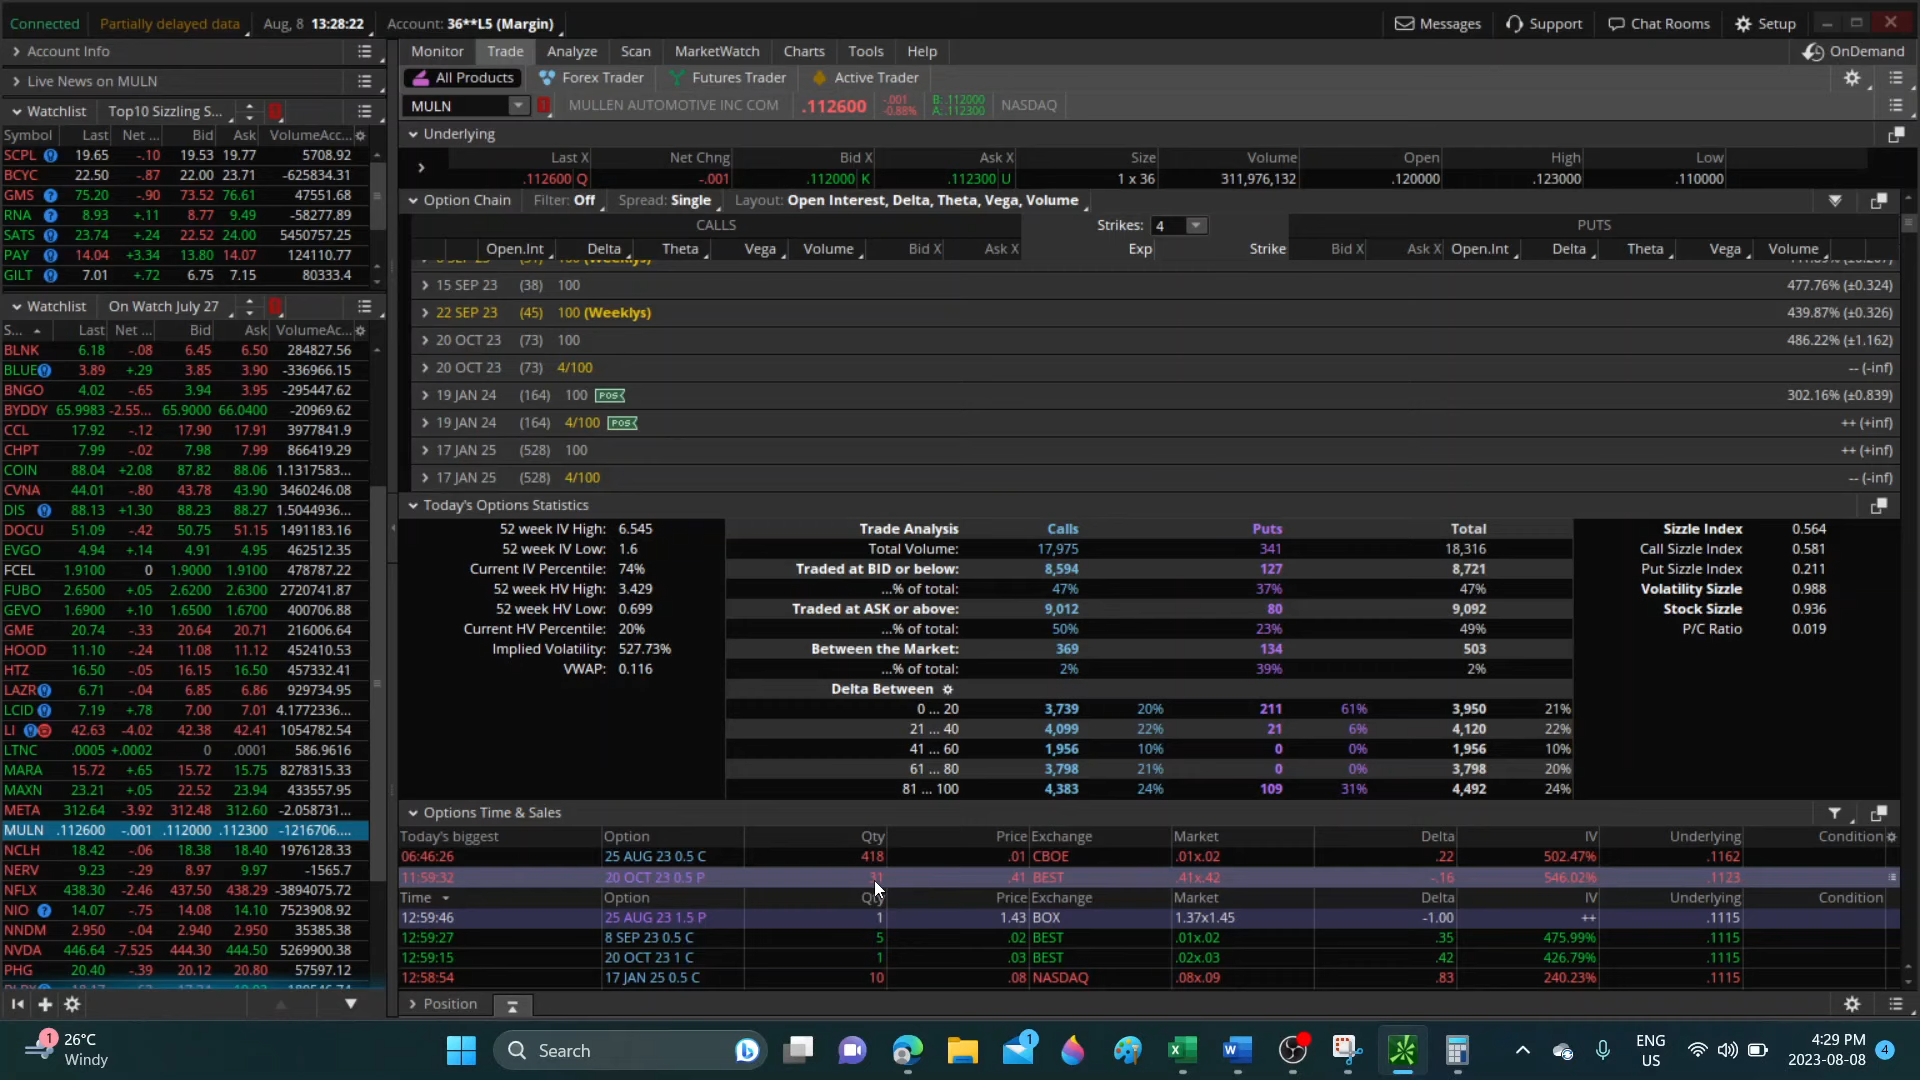 Connected Partially delayed data Aug, 8 13:28:22 Account: 36**L5 (Margin) Messages Support Chat Rooms Setup
Account Info
Monitor Trade Analyze Scan MarketWatch Charts Tools Help OnDemand
Live News on MULN
All Products Forex Trader Futures Trader Active Trader
Watchlist Top10 Sizzling S...
MULN MULLEN AUTOMOTIVE INC COM .112600 -.001 -0.88% B: .112000 A: .112300 NASDAQ
Symbol Last Net ... Bid Ask VolumeAcc...
SCPL 19.65 -.10 19.53 19.77 5708.92
BCYC 22.50 -.87 22.00 23.71 -625834.31
GMS 75.20 -.90 73.52 76.61 47551.68
RNA 8.93 +.11 8.77 9.49 -58277.89
SATS 23.74 +.24 22.52 24.00 5450757.25
PAY 14.04 +3.34 13.80 14.07 124110.77
GILT 7.01 +.72 6.75 7.15 80333.4
Watchlist On Watch July 27
S... Last Net ... Bid Ask VolumeAcc...
BLNK 6.18 -.08 6.45 6.50 284827.56
BLUE 3.89 +.29 3.85 3.90 -336966.15
BNGO 4.02 -.65 3.94 3.95 -295447.62
BYDDY 65.9983 -2.55... 65.9000 66.0400 -20969.62
CCL 17.92 -.12 17.90 17.91 3977841.9
CHPT 7.99 -.02 7.98 7.99 866419.29
COIN 88.04 +2.08 87.82 88.06 1.1317583...
CVNA 44.01 -.80 43.78 43.90 3460246.08
DIS 88.13 +1.30 88.23 88.27 1.5044936...
DOCU 51.09 -.42 50.75 51.15 1491183.16
EVGO 4.94 +.14 4.91 4.95 462512.35
FCEL 1.9100 0 1.9000 1.9100 478787.22
FUBO 2.6500 +.05 2.6200 2.6300 2720741.87
GEVO 1.6900 +.10 1.6500 1.6700 400706.88
GME 20.74 -.33 20.64 20.71 216006.64
HOOD 11.10 -.24 11.08 11.12 452410.53
HTZ 16.50 -.05 16.15 16.50 457332.41
LAZR 6.71 -.04 6.85 6.86 929734.95
LCID 7.19 +.78 7.00 7.01 4.1772336...
LI 42.63 -4.02 42.38 42.41 1054782.54
LTNC .0005 +.0002 0 .0001 586.9616
MARA 15.72 +.65 15.72 15.75 8278315.33
MAXN 23.21 +.05 22.52 23.94 433557.95
META 312.64 -3.92 312.48 312.60 -2.058731...
MULN .112600 -.001 .112000 .112300 -1216706....
NCLH 18.42 -.06 18.38 18.40 1976128.33
NERV 9.23 -.29 8.97 9.97 -1565.7
NFLX 438.30 -2.46 437.50 438.29 -3894075.72
NIO 14.07 -.75 14.08 14.10 7523908.92
NNDM 2.950 -.04 2.940 2.950 35385.38
NVDA 446.64 -7.525 444.30 444.50 5269900.38
PHG 20.40 -.39 20.12 20.80 57597.12
Underlying
Last X Net Chng Bid X Ask X Size Volume Open High Low
.112600 Q -.001 .112000 K .112300 U 1 x 36 311,976,132 .120000 .123000 .110000
Option Chain Filter: Off Spread: Single Layout: Open Interest, Delta, Theta, Vega, Volume
CALLS Strikes: 4 PUTS
Open.Int Delta Theta Vega Volume Bid X Ask X Exp Strike Bid X Ask X Open.Int Delta Theta Vega Volume
15 SEP 23 (38) 100 477.76% (±0.324)
22 SEP 23 (45) 100 (Weeklys) 439.87% (±0.326)
20 OCT 23 (73) 100 486.22% (±1.162)
20 OCT 23 (73) 4/100 -- (-inf)
19 JAN 24 (164) 100 POS 302.16% (±0.839)
19 JAN 24 (164) 4/100 POS ++ (+inf)
17 JAN 25 (528) 100 ++ (+inf)
17 JAN 25 (528) 4/100 -- (-inf)
Today's Options Statistics
52 week IV High: 6.545 Trade Analysis Calls Puts Total Sizzle Index 0.564
52 week IV Low: 1.6 Total Volume: 17,975 341 18,316 Call Sizzle Index 0.581
Current IV Percentile: 74% Traded at BID or below: 8,594 127 8,721 Put Sizzle Index 0.211
52 week HV High: 3.429 ...% of total: 47% 37% 47% Volatility Sizzle 0.988
52 week HV Low: 0.699 Traded at ASK or above: 9,012 80 9,092 Stock Sizzle 0.936
Current HV Percentile: 20% ...% of total: 50% 23% 49% P/C Ratio 0.019
Implied Volatility: 527.73% Between the Market: 369 134 503
VWAP: 0.116 ...% of total: 2% 39% 2%
Delta Between
0 ... 20 3,739 20% 211 61% 3,950 21%
21 ... 40 4,099 22% 21 6% 4,120 22%
41 ... 60 1,956 10% 0 0% 1,956 10%
61 ... 80 3,798 21% 0 0% 3,798 20%
81 ... 100 4,383 24% 109 31% 4,492 24%
Options Time & Sales
Today's biggest Option Qty Price Exchange Market Delta IV Underlying Condition
06:46:26 25 AUG 23 0.5 C 418 .01 CBOE .01x.02 .22 502.47% .1162
11:59:32 20 OCT 23 0.5 P 31 .41 BEST .41x.42 -.16 546.02% .1123
Time Option Qty Price Exchange Market Delta IV Underlying Condition
12:59:46 25 AUG 23 1.5 P 1 1.43 BOX 1.37x1.45 -1.00 ++ .1115
12:59:27 8 SEP 23 0.5 C 5 .02 BEST .01x.02 .35 475.99% .1115
12:59:15 20 OCT 23 1 C 1 .03 BEST .02x.03 .42 426.79% .1115
12:58:54 17 JAN 25 0.5 C 10 .08 NASDAQ .08x.09 .83 240.23% .1115
Position
1 26°C
Windy
Search
1
ENG
US
4:29 PM
2023-08-08
4